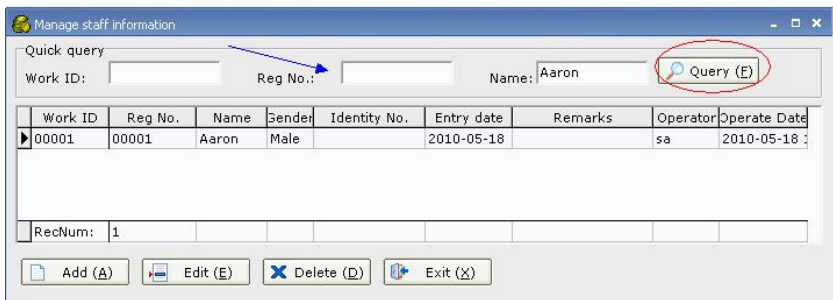 Manage staff information
Quick query
Work ID: Reg No.: Name: Aaron Query (F)
Work ID Reg No. Name Gender Identity No. Entry date Remarks Operator Operate Date
00001 00001 Aaron Male 2010-05-18 sa 2010-05-18
RecNum: 1
Add (A) Edit (E) Delete (D) Exit (X)